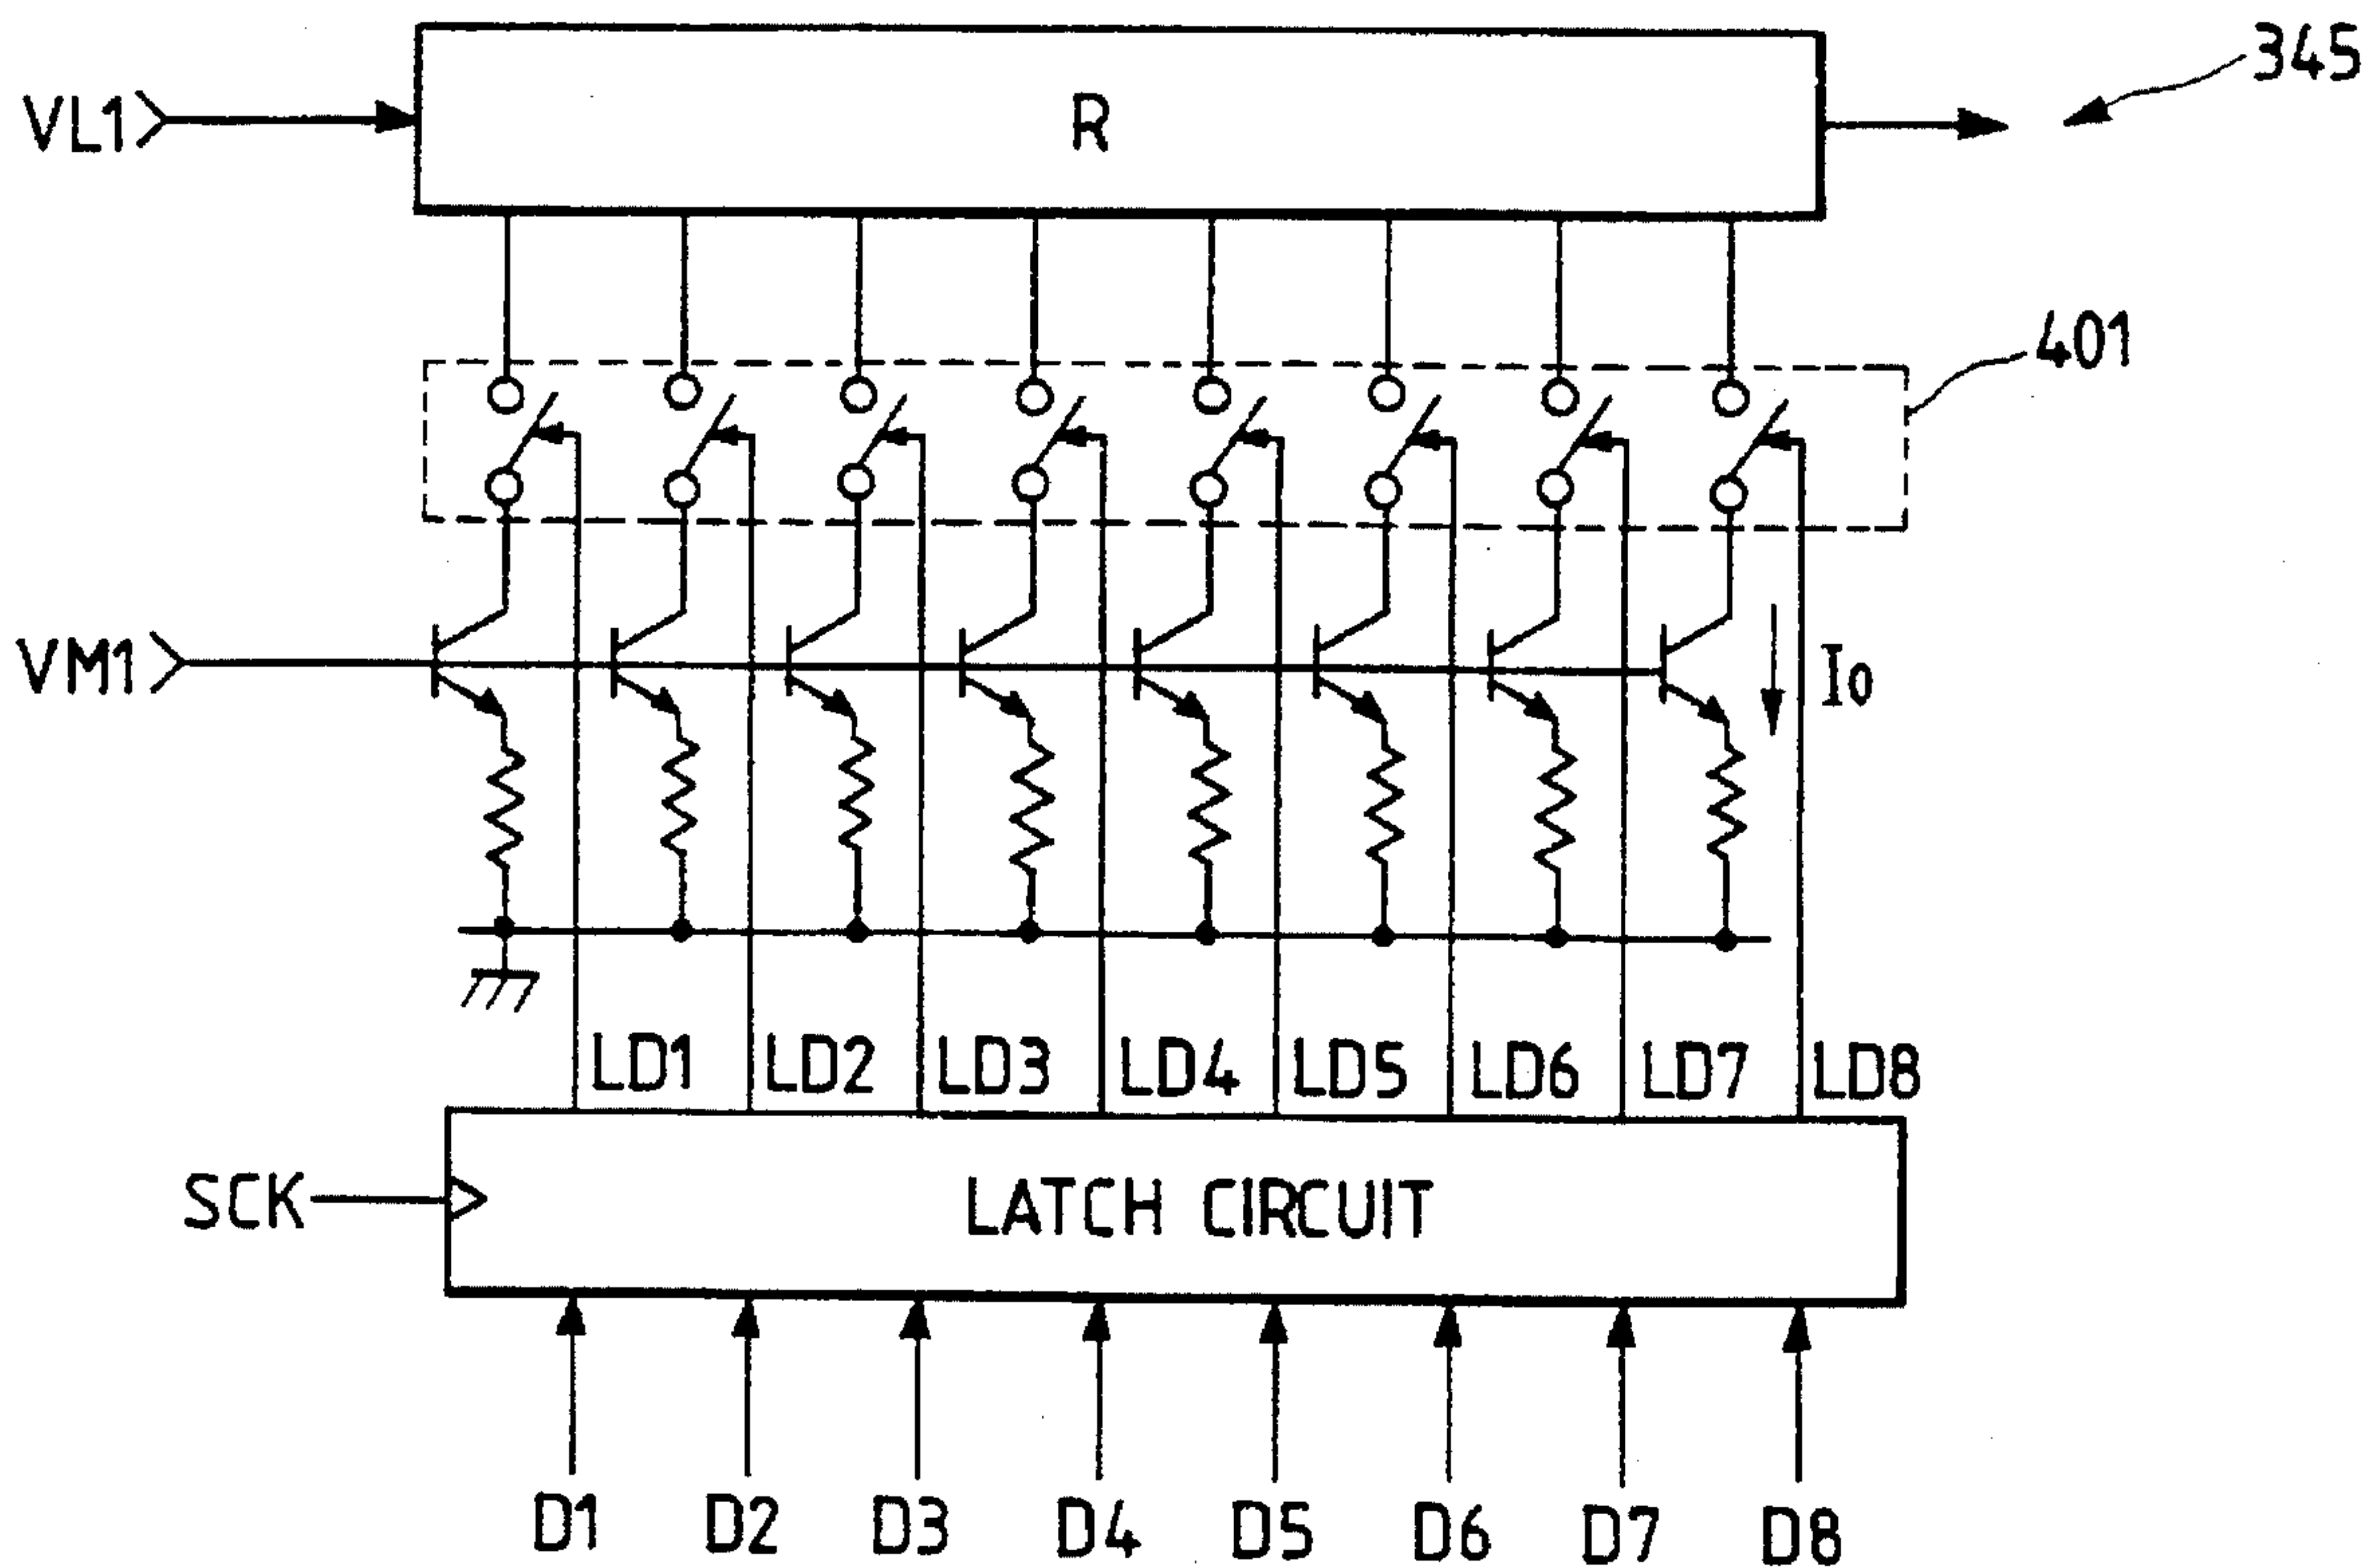 345
VL1
R
401
VM1
I0
LD1 LD2 LD3 LD4 LD5 LD6 LD7 LD8
SCK
LATCH CIRCUIT
D1 D2 D3 D4 D5 D6 D7 D8